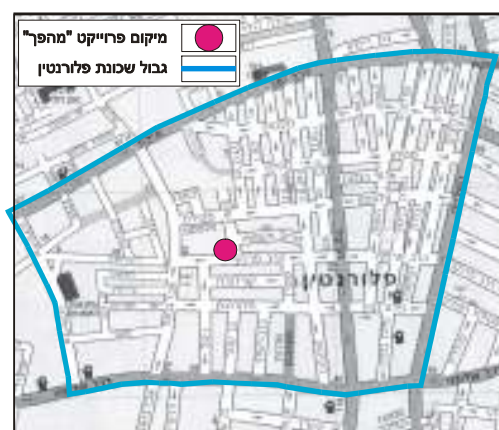 מיקום פרוייקט "מהפך"
גבול שכונת פלורנטין
פלורנטין